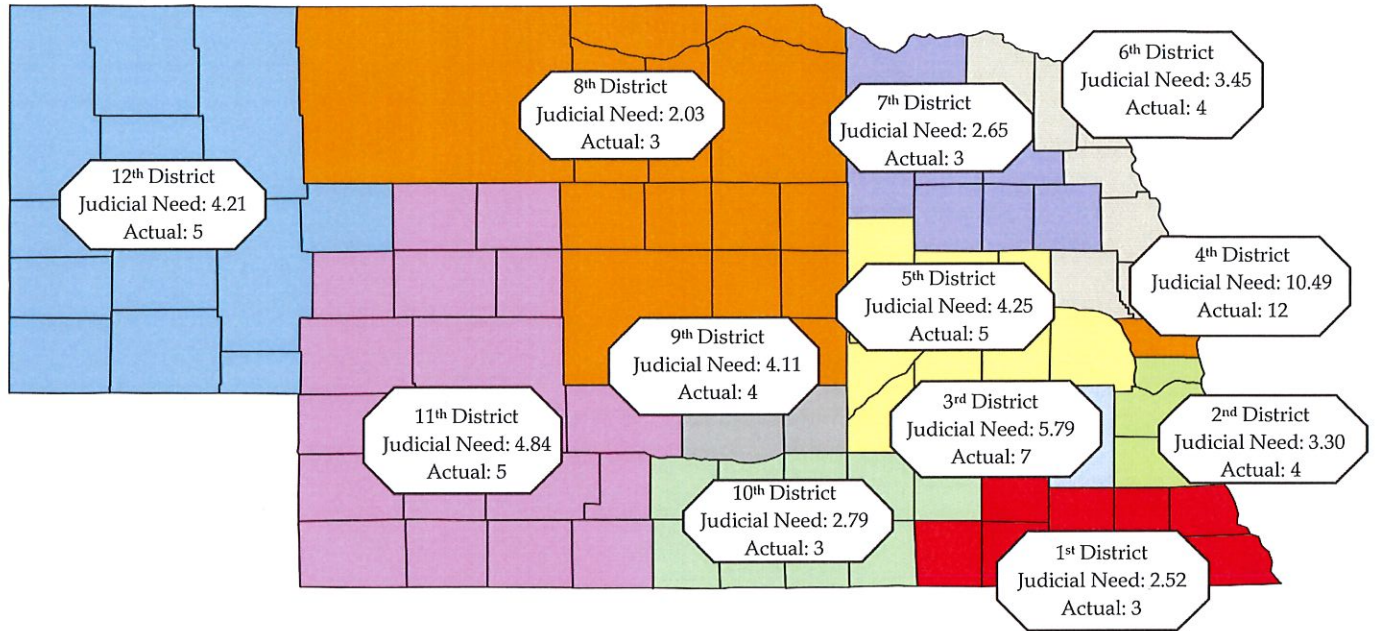 8th District
Judicial Need: 2.03
Actual: 3
6th District
Judicial Need: 3.45
Actual: 4
7th District
Judicial Need: 2.65
Actual: 3
12th District
Judicial Need: 4.21
Actual: 5
4th District
Judicial Need: 10.49
Actual: 12
5th District
Judicial Need: 4.25
Actual: 5
9th District
Judicial Need: 4.11
Actual: 4
11th District
Judicial Need: 4.84
Actual: 5
3rd District
Judicial Need: 5.79
Actual: 7
2nd District
Judicial Need: 3.30
Actual: 4
10th District
Judicial Need: 2.79
Actual: 3
1st District
Judicial Need: 2.52
Actual: 3